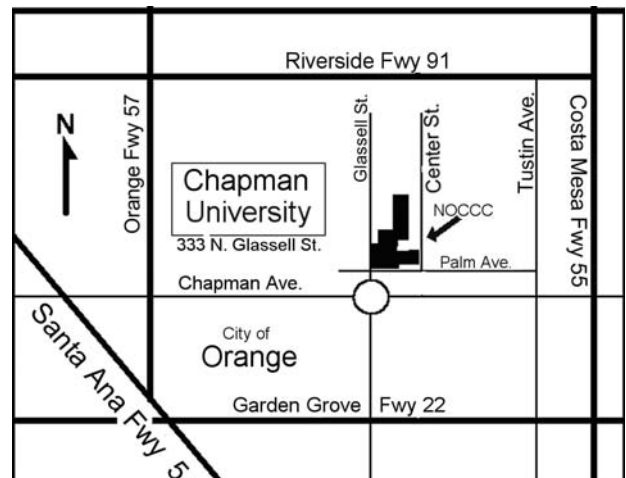 Riverside Fwy 91
N
Orange Fwy 57
Chapman
University
333 N. Glassell St.
Glassell St.
Center St.
Tustin Ave.
Costa Mesa Fwy 55
NOCCC
Palm Ave.
Chapman Ave.
City of
Orange
Santa Ana Fwy 5
Garden Grove Fwy 22